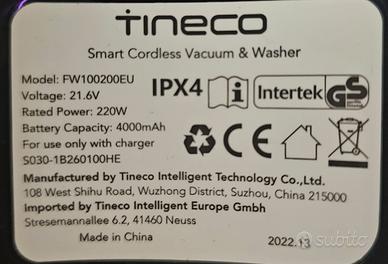 TINECO
Smart Cordless Vacuum & Washer
Model: FW100200EU
Voltage: 21.6V
Rated Power: 220W
Battery Capacity: 4000mAh
For use only with charger
S030-1B260100HE
IPX4
Intertek GS
CE
Manufactured by Tineco Intelligent Technology Co.,Ltd.
108 West Shihu Road, Wuzhong District, Suzhou, China 215000
Imported by Tineco Intelligent Europe GmbH
Stresemannallee 6.2, 41460 Neuss
Made in China
2022.13
subito